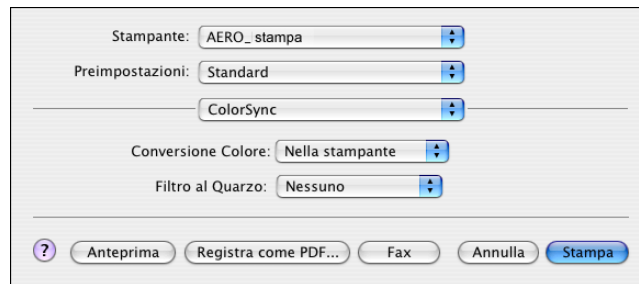 Stampante: AERO_ stampa
Preimpostazioni: Standard
ColorSync
Conversione Colore: Nella stampante
Filtro al Quarzo: Nessuno
? Anteprima Registra come PDF... Fax Annulla Stampa